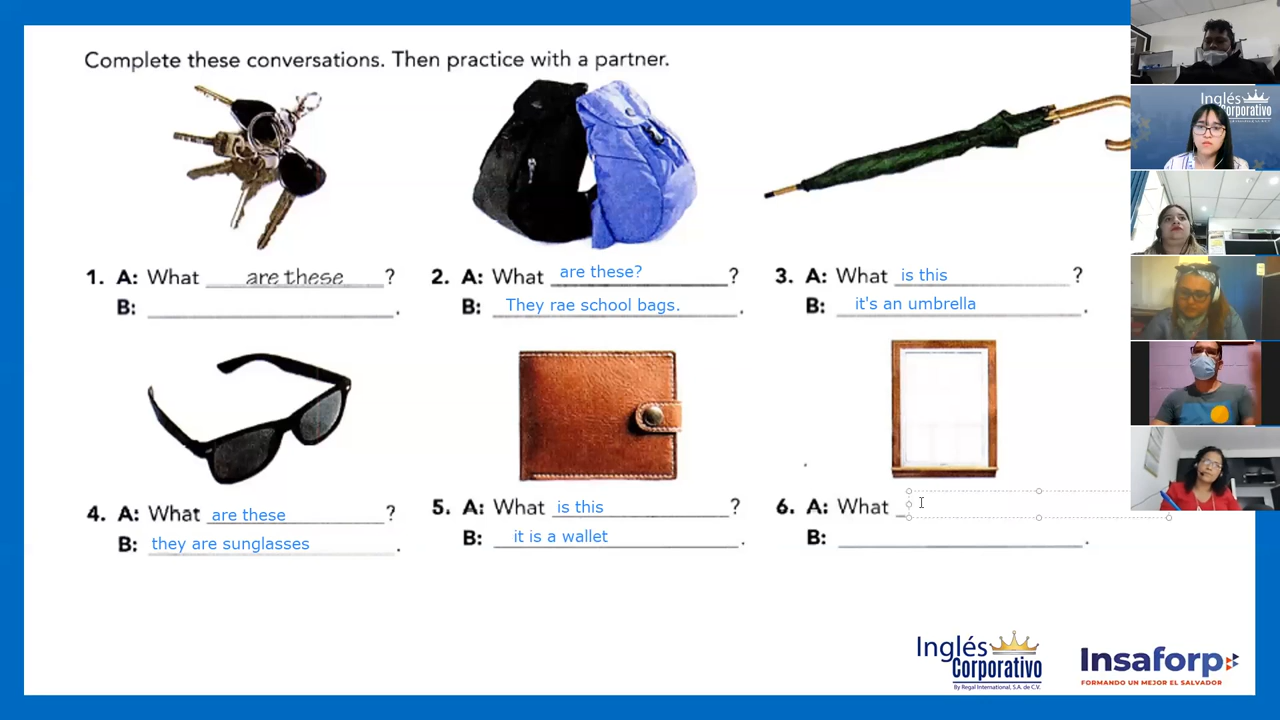 Complete these conversations. Then practice with a partner.
Inglés
Corporativo
1. A: What are these ?
B: .
2. A: What are these? ?
B: They rae school bags. .
3. A: What is this ?
B: it's an umbrella .
4. A: What are these ?
B: they are sunglasses .
5. A: What is this ?
B: it is a wallet .
6. A: What
B: .
Inglés
Corporativo
By Regal International, S.A. de C.V.
Insaforp
FORMANDO UN MEJOR EL SALVADOR